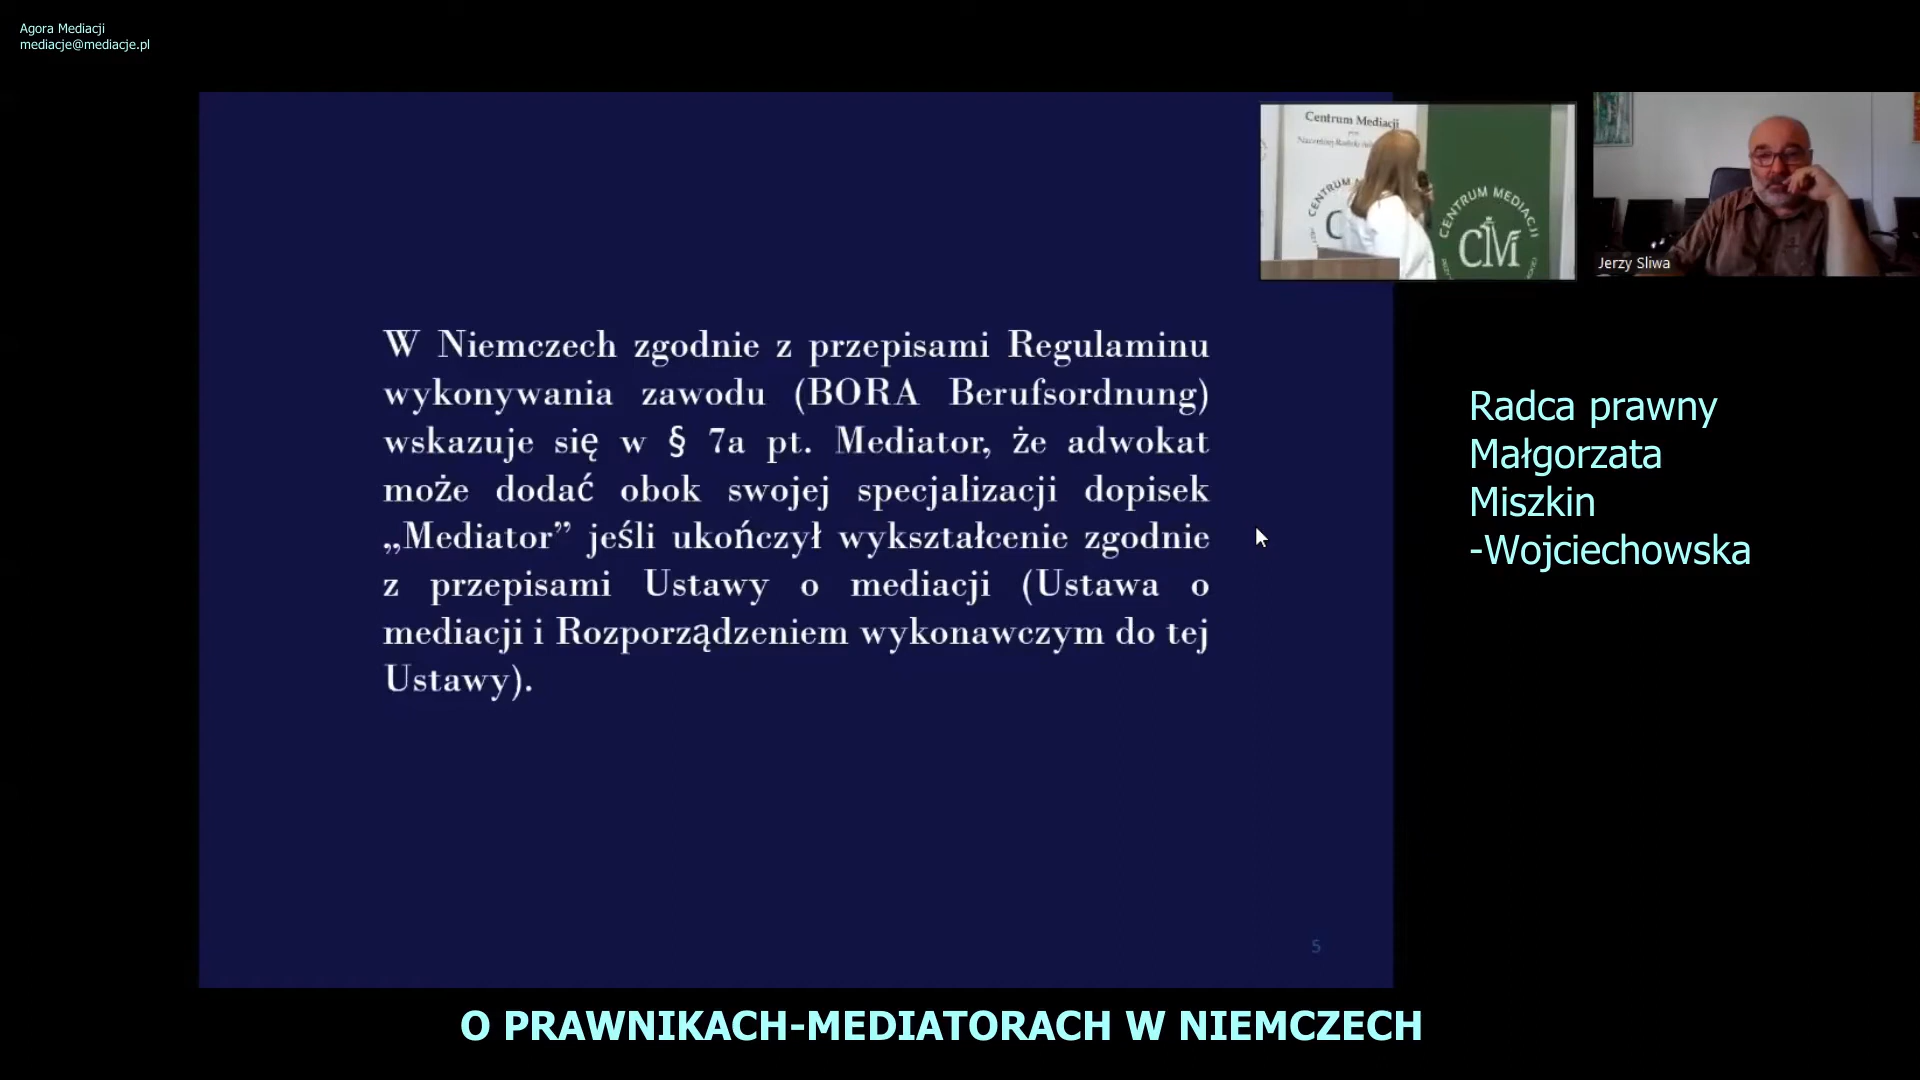 Agora Mediacji
mediacje@mediacje.pl
Centrum Mediacji
przy
CENTRUM M
CENTRUM MEDIACJI
CM
Jerzy Sliwa
W Niemczech zgodnie z przepisami Regulaminu
wykonywania zawodu (BORA Berufsordnung)
wskazuje się w § 7a pt. Mediator, że adwokat
może dodać obok swojej specjalizacji dopisek
„Mediator” jeśli ukończył wykształcenie zgodnie
z przepisami Ustawy o mediacji (Ustawa o
mediacji i Rozporządzeniem wykonawczym do tej
Ustawy).
Radca prawny
Małgorzata
Miszkin
-Wojciechowska
5
O PRAWNIKACH-MEDIATORACH W NIEMCZECH